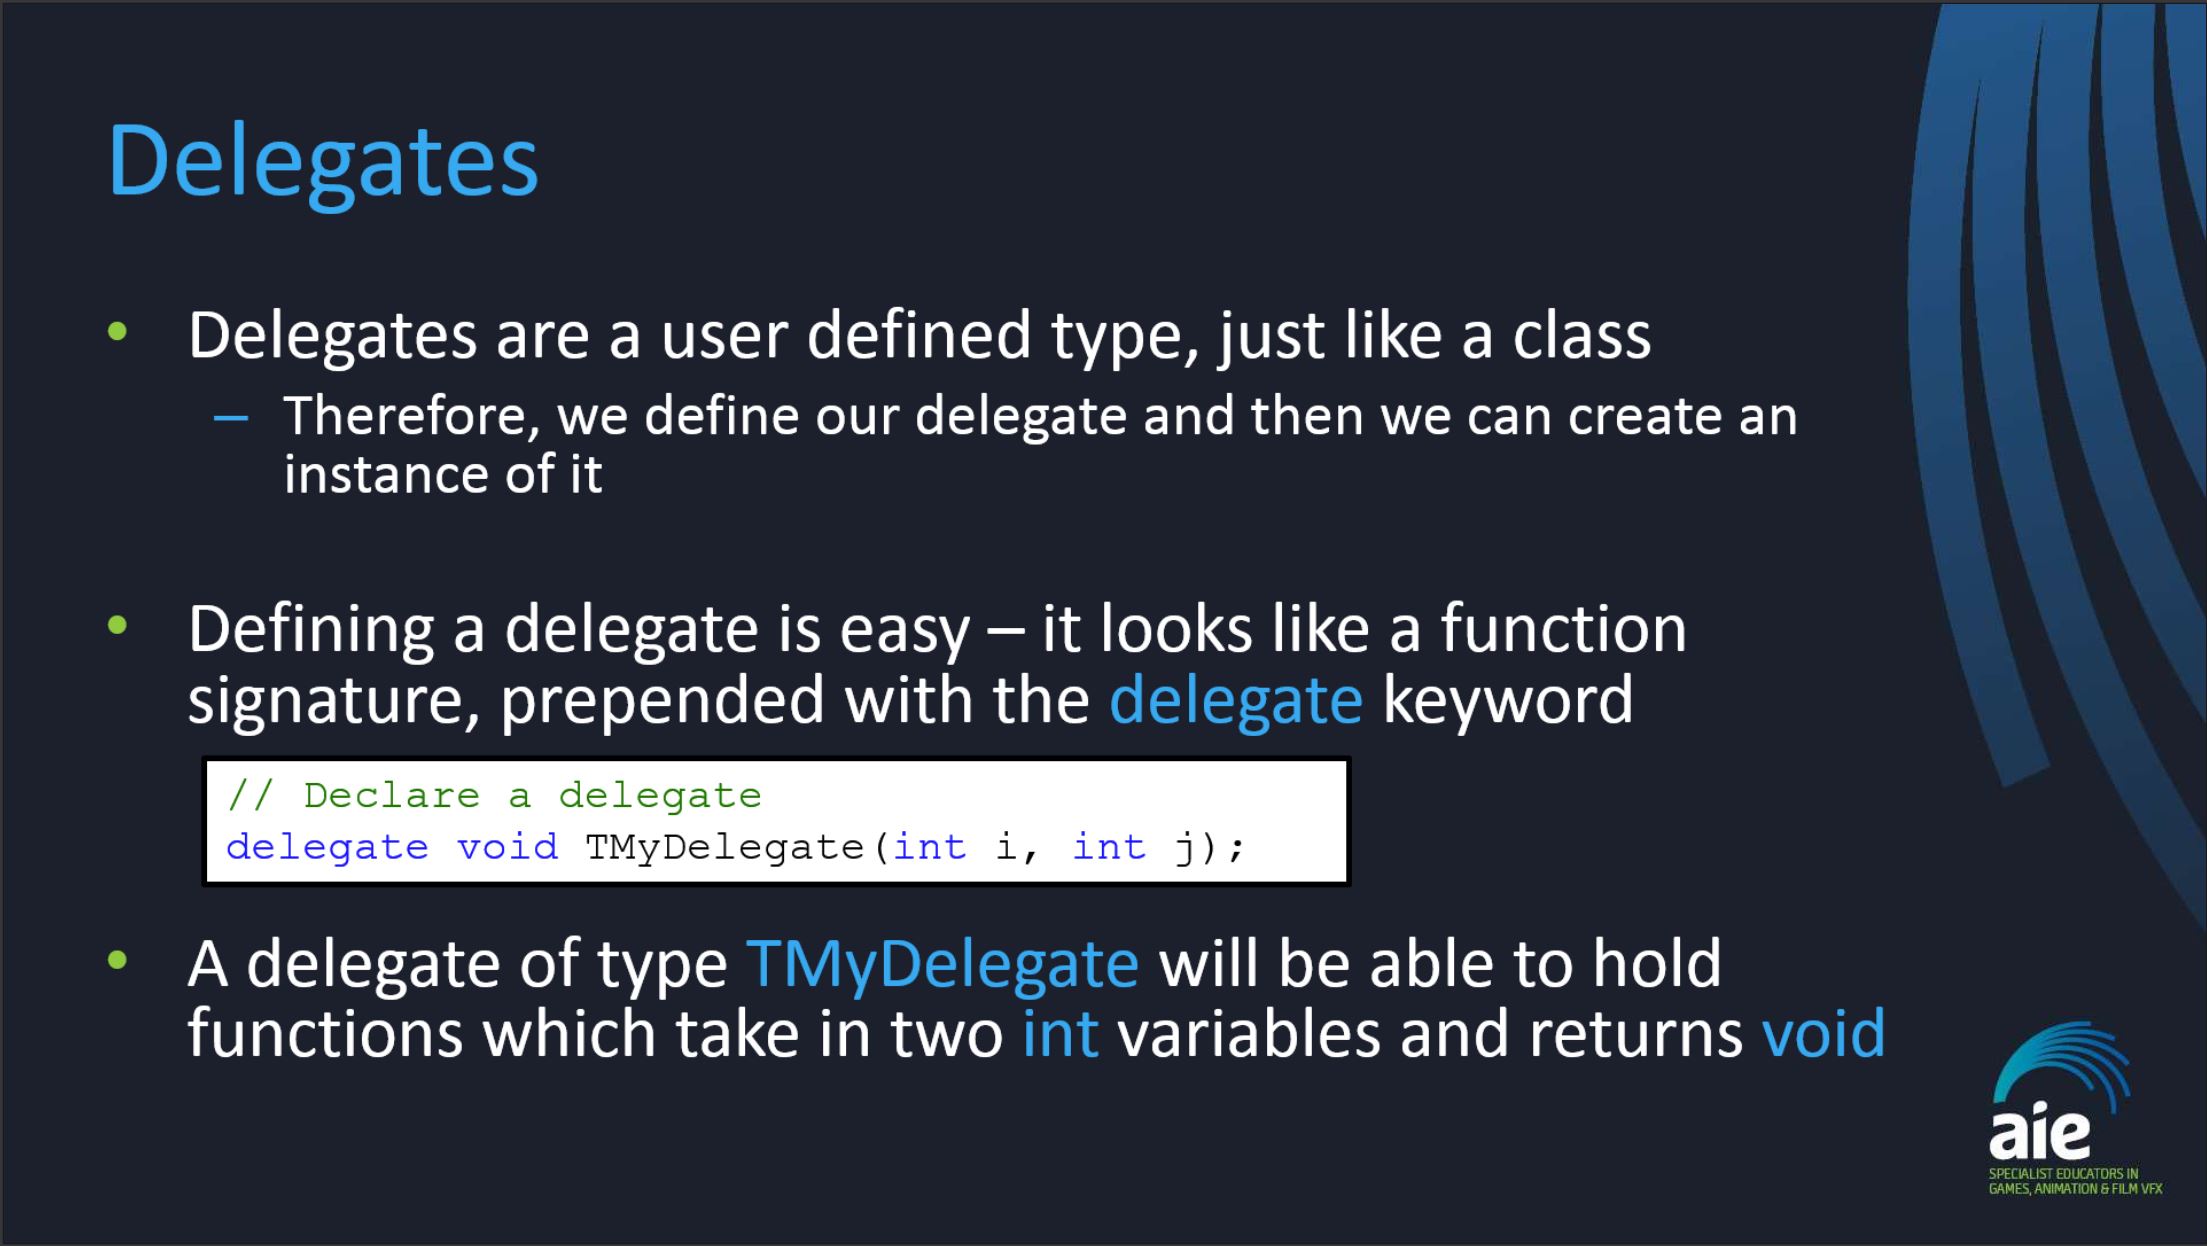 Delegates
• Delegates are a user defined type, just like a class
– Therefore, we define our delegate and then we can create an
instance of it
• Defining a delegate is easy – it looks like a function
signature, prepended with the delegate keyword
// Declare a delegate
delegate void TMyDelegate(int i, int j);
• A delegate of type TMyDelegate will be able to hold
functions which take in two int variables and returns void
aie
SPECIALIST EDUCATORS IN
GAMES, ANIMATION & FILM VFX